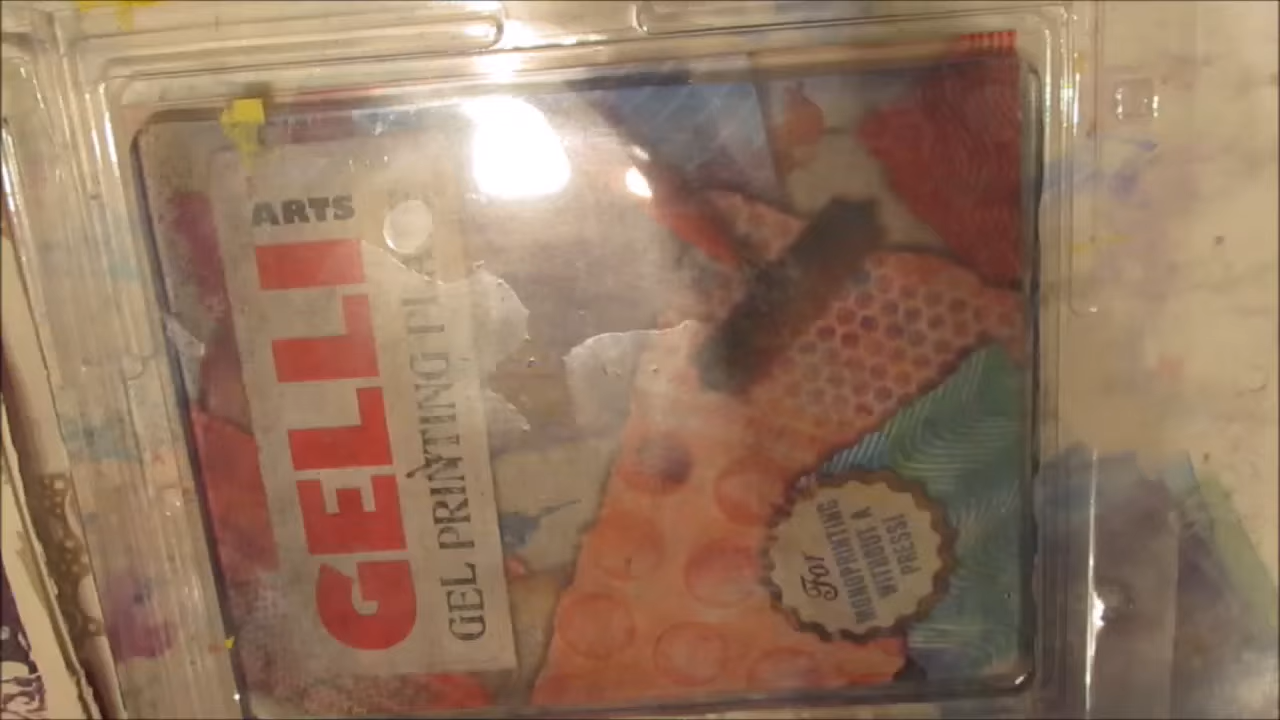 GELLI
ARTS
GEL PRINTING
For
MONOPRINTING
WITHOUT A
PRESS!